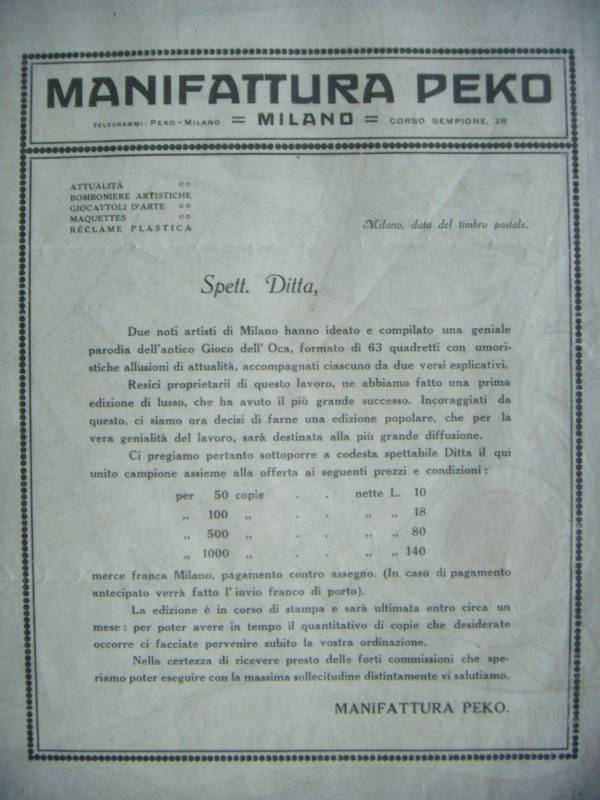 MANIFATTURA PEKO
TELEGRAMMI: PEKO - MILANO = MILANO = CORSO SEMPIONE, 28
ATTUALITÀ °°
BOMBONIERE ARTISTICHE
GIOCATTOLI D'ARTE °°
MAQUETTES °°
RÉCLAME PLASTICA
Milano, data del timbro postale.
Spett. Ditta,
Due noti artisti di Milano hanno ideato e compilato una geniale
parodia dell'antico Gioco dell' Oca, formato di 63 quadretti con umori-
stiche allusioni di attualità, accompagnati ciascuno da due versi esplicativi.
Resici proprietarii di questo lavoro, ne abbiamo fatto una prima
edizione di lusso, che ha avuto il più grande successo. Incoraggiati da
questo, ci siamo ora decisi di farne una edizione popolare, che per la
vera genialità del lavoro, sarà destinata alla più grande diffusione.
Ci pregiamo pertanto sottoporre a codesta spettabile Ditta il qui
unito campione assieme alla offerta ai seguenti prezzi e condizioni :
per 50 copie . . nette L. 10
„ 100 „ . . „ „ 18
„ 500 „ . . „ „ 80
„ 1000 „ . . „ „ 140
merce franca Milano, pagamento contro assegno. (In caso di pagamento
antecipato verrà fatto l' invio franco di porto).
La edizione è in corso di stampa e sarà ultimata entro circa un
mese : per poter avere in tempo il quantitativo di copie che desiderate
occorre ci facciate pervenire subito la vostra ordinazione.
Nella certezza di ricevere presto delle forti commissioni che spe-
riamo poter eseguire con la massima sollecitudine distintamente vi salutiamo.
MANIFATTURA PEKO.